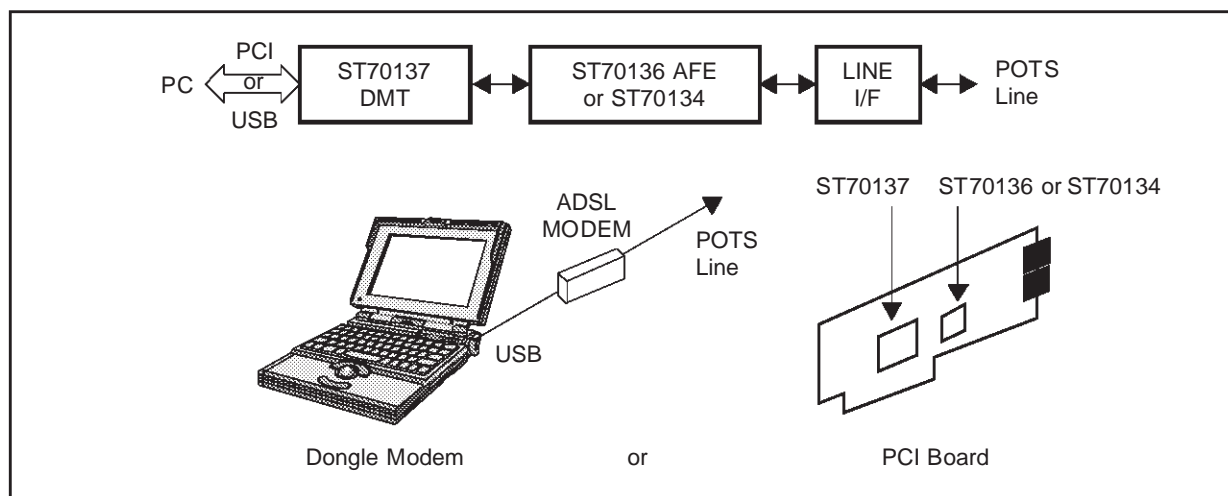 PC
PCI
or
USB
ST70137
DMT
ST70136 AFE
or ST70134
LINE
I/F
POTS
Line
ADSL
MODEM
POTS
Line
USB
ST70137
ST70136 or ST70134
Dongle Modem
or
PCI Board